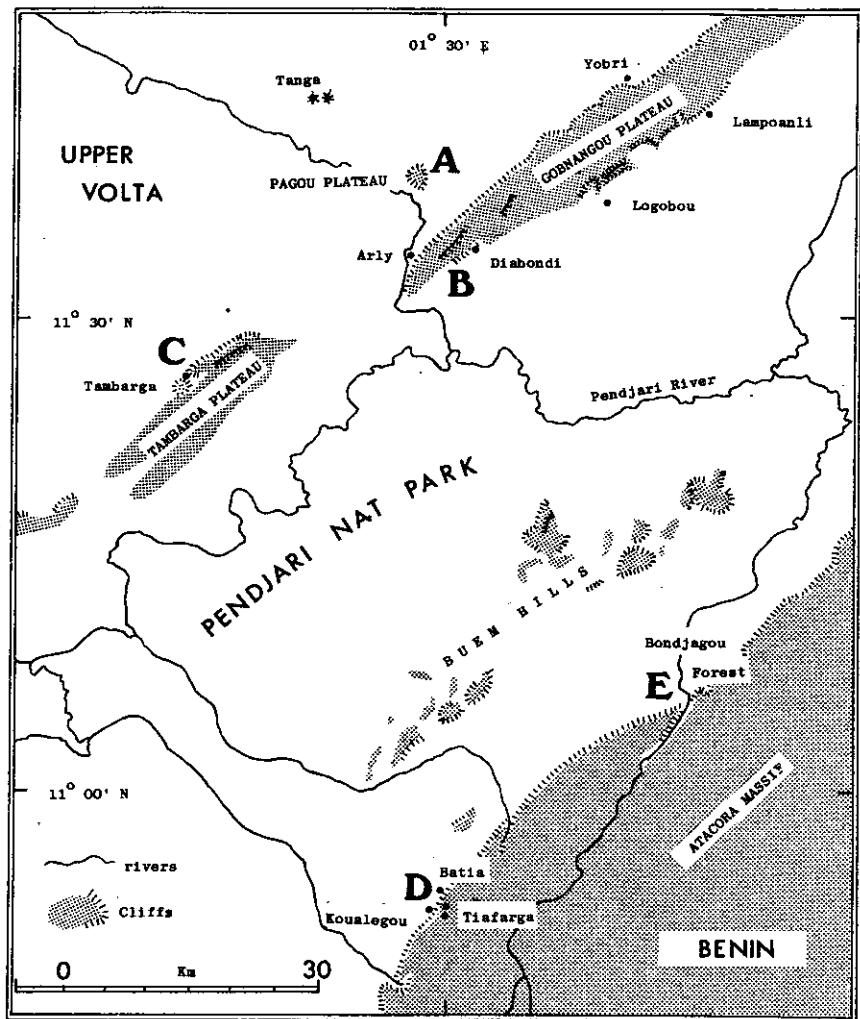 01° 30' E
Tanga
Yobri
Lampoanli
GOBNANGOU PLATEAU
UPPER
VOLTA
A
PAGOU PLATEAU
Logobou
Arly
Diabondi
B
11° 30' N
C
Tambarga
TAMBARGA PLATEAU
Pendjari River
PENDJARI NAT PARK
BUEM HILLS
Bondjagou
Forest
E
11° 00' N
ATACORA MASSIF
rivers
Batia
D
Koualegou
Tiafarga
Cliffs
BENIN
0 Km 30